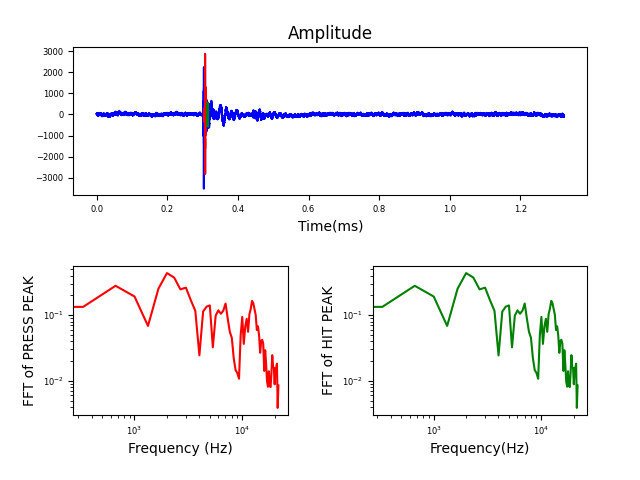 Amplitude
3000
2000
1000
0
−1000
−2000
−3000
0.0 0.2 0.4 0.6 0.8 1.0 1.2
Time(ms)
FFT of PRESS PEAK
10⁻¹
10⁻²
10³ 10⁴
Frequency (Hz)
FFT of HIT PEAK
10⁻¹
10⁻²
10³ 10⁴
Frequency(Hz)